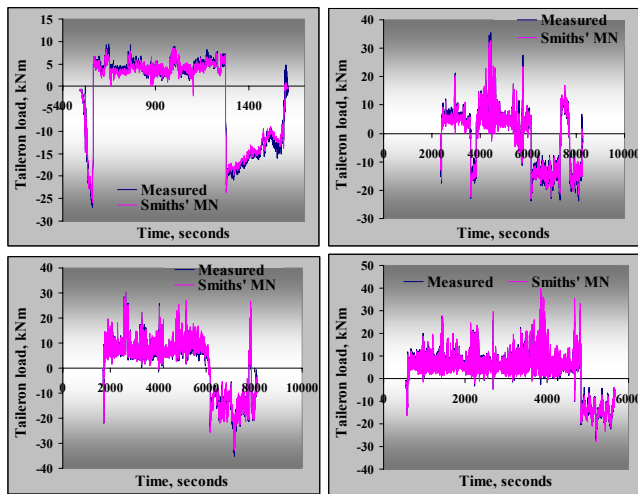 Taileron load, kNm
15
10
5
0
-5
-10
-15
-20
-25
-30
400 900 1400
Measured
Smiths' MN
Time, seconds
Taileron load, kNm
40
30
20
10
0
-10
-20
-30
0 2000 4000 6000 8000 10000
Measured
Smiths' MN
Time, seconds
Taileron load, kNm
40
30
20
10
0
-10
-20
-30
-40
0 2000 4000 6000 8000 10000
Measured
Smiths' MN
Time, seconds
Taileron load, kNm
50
40
30
20
10
0
-10
-20
-30
-40
0 2000 4000 6000
Measured Smiths' MN
Time, seconds